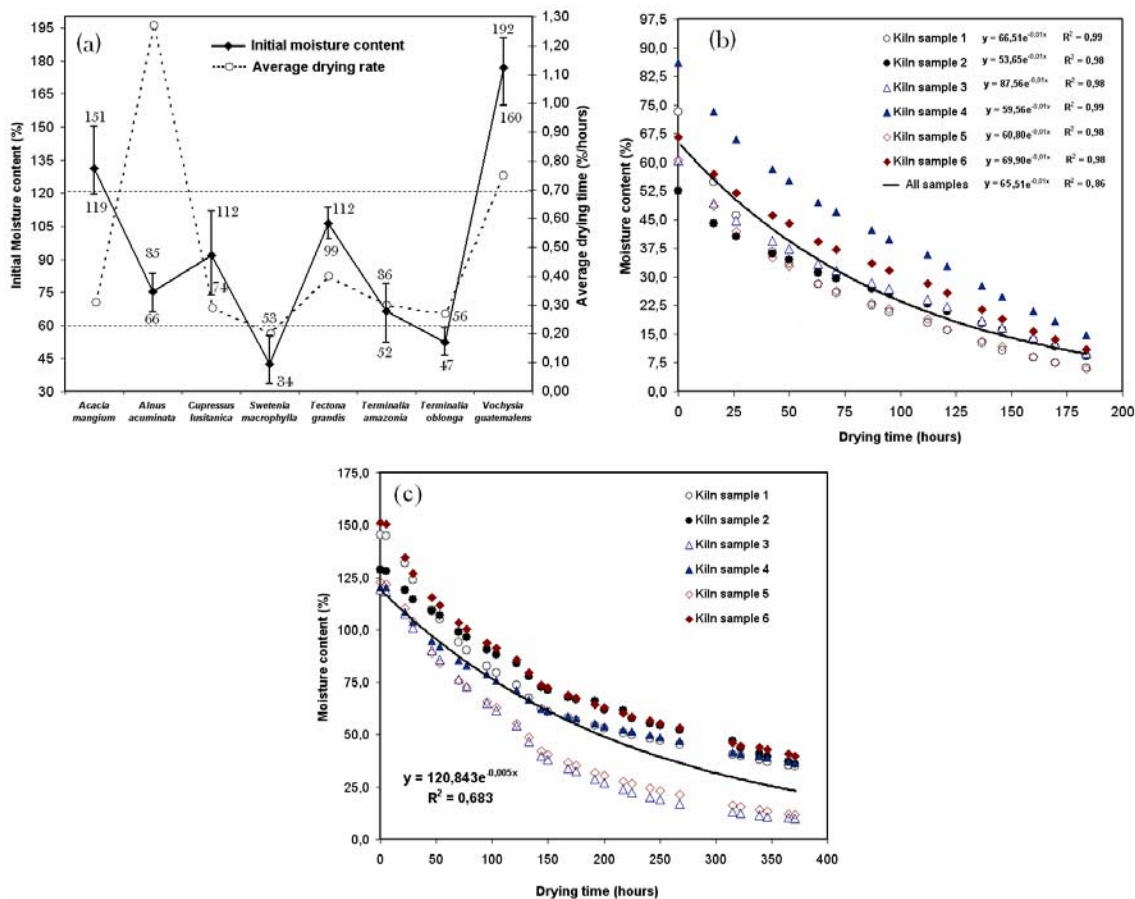 (a)
Initial moisture content
Average drying rate
Initial Moisture content (%)
195
180
165
150
135
120
105
90
75
60
45
30
151
119
85
66
112
74
53
34
112
99
86
52
56
47
192
160
1,30
1,20
1,10
1,00
0,90
0,80
0,70
0,60
0,50
0,40
0,30
0,20
0,10
0,00
Average drying time (%/hours)
Acacia mangium
Alnus acuminata
Cupressus lusitanica
Swetenia macrophylla
Tectona grandis
Terminalia amazonia
Terminalia oblonga
Vochysia guatemalens
(b)
Moisture content (%)
97,5
90,0
82,5
75,0
67,5
60,0
52,5
45,0
37,5
30,0
22,5
15,0
7,5
0,0
Kiln sample 1 y = 66,51e^-0,01x R² = 0,99
Kiln sample 2 y = 53,65e^-0,01x R² = 0,98
Kiln sample 3 y = 87,56e^-0,01x R² = 0,98
Kiln sample 4 y = 59,56e^-0,01x R² = 0,99
Kiln sample 5 y = 60,80e^-0,01x R² = 0,98
Kiln sample 6 y = 69,90e^-0,01x R² = 0,98
All samples y = 65,51e^-0,01x R² = 0,86
0 25 50 75 100 125 150 175 200
Drying time (hours)
(c)
Moisture content (%)
175,0
150,0
125,0
100,0
75,0
50,0
25,0
0,0
Kiln sample 1
Kiln sample 2
Kiln sample 3
Kiln sample 4
Kiln sample 5
Kiln sample 6
y = 120,843e^-0,005x
R² = 0,683
0 50 100 150 200 250 300 350 400
Drying time (hours)